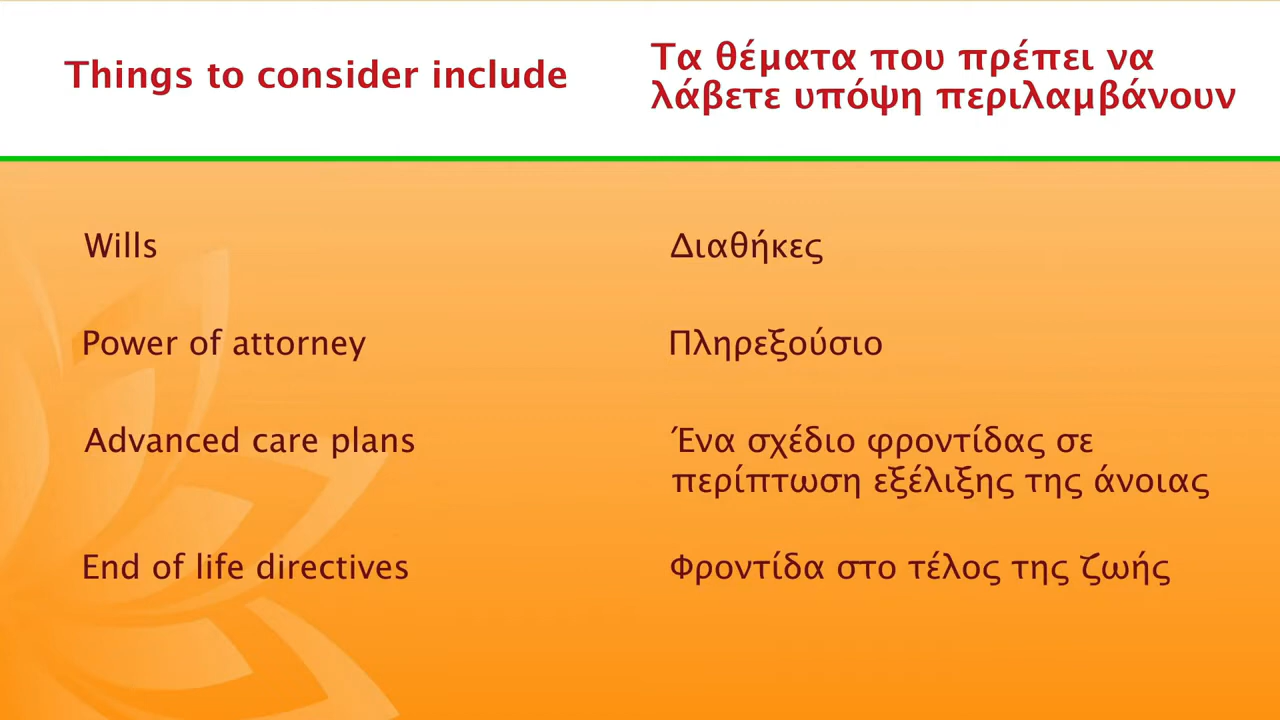 Things to consider include
Τα θέματα που πρέπει να
λάβετε υπόψη περιλαμβάνουν
Wills
Διαθήκες
Power of attorney
Πληρεξούσιο
Advanced care plans
Ένα σχέδιο φροντίδας σε
περίπτωση εξέλιξης της άνοιας
End of life directives
Φροντίδα στο τέλος της ζωής